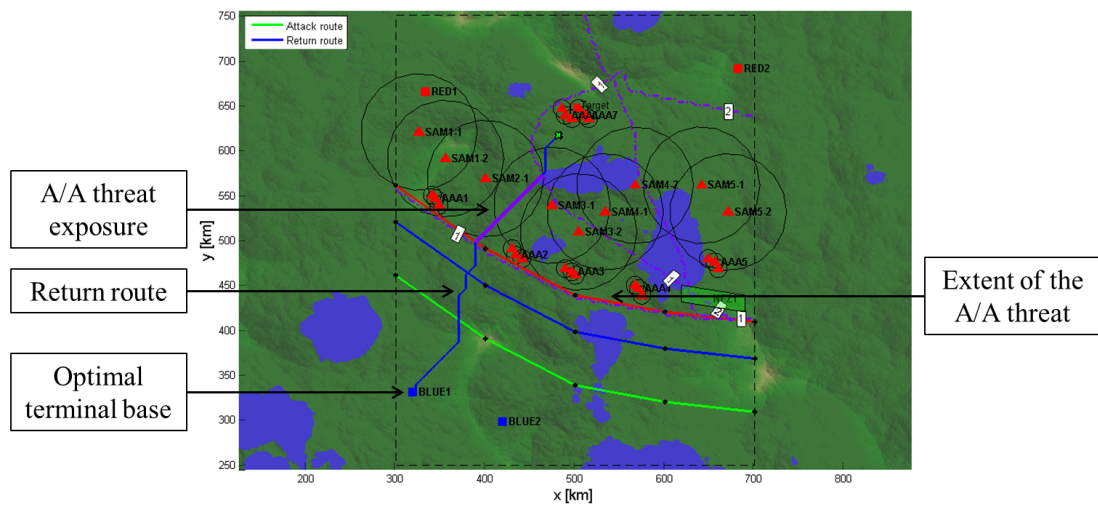 750
Attack route
Return route
700
RED2
RED1
650
Target
AAA7
2
SAM1-1
600
SAM1-2
SAM2-1
SAM4-2
SAM5-1
A/A threat
exposure
550
AAA1
SAM3-1
SAM4-1
SAM5-2
SAM3-2
y [km]
500
AAA2
AAA3
AAA5
Return route
450
1
Extent of the
A/A threat
400
350
Optimal
terminal base
BLUE1
300
BLUE2
250
200
300
400
500
600
700
800
x [km]